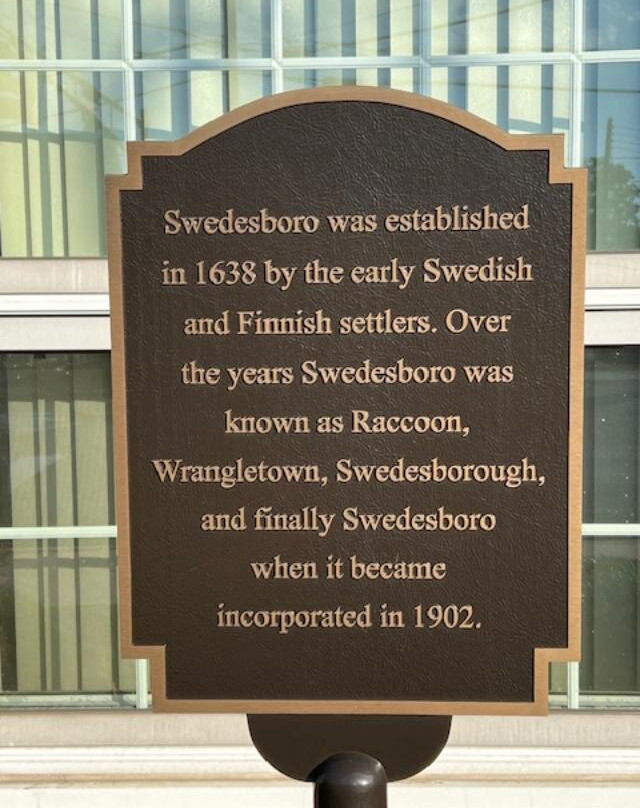 Swedesboro was established
in 1638 by the early Swedish
and Finnish settlers. Over
the years Swedesboro was
known as Raccoon,
Wrangletown, Swedesborough,
and finally Swedesboro
when it became
incorporated in 1902.